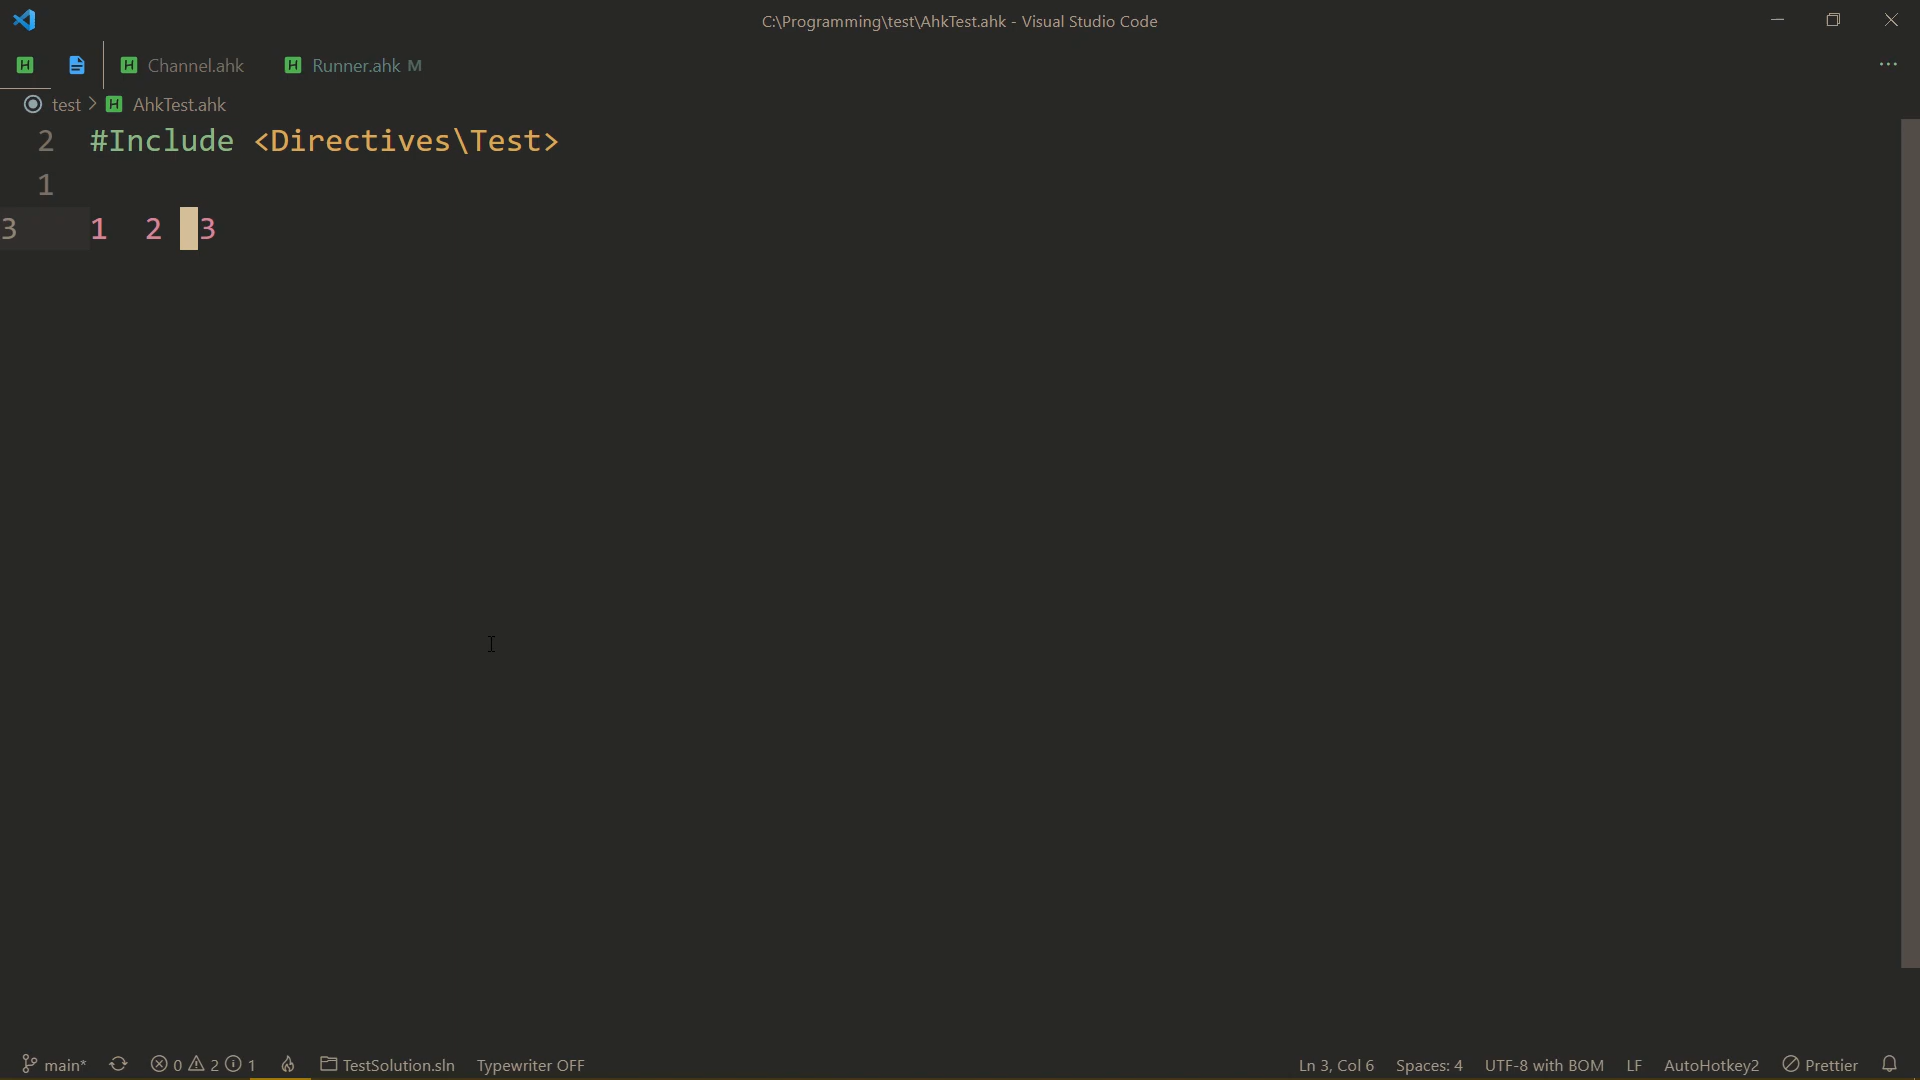 C:\Programming\test\AhkTest.ahk - Visual Studio Code
Channel.ahk Runner.ahk M
test > AhkTest.ahk
2 #Include <Directives\Test>
1
3 1  2  3
main* 0 2 1 TestSolution.sln Typewriter OFF Ln 3, Col 6 Spaces: 4 UTF-8 with BOM LF AutoHotkey2 Prettier